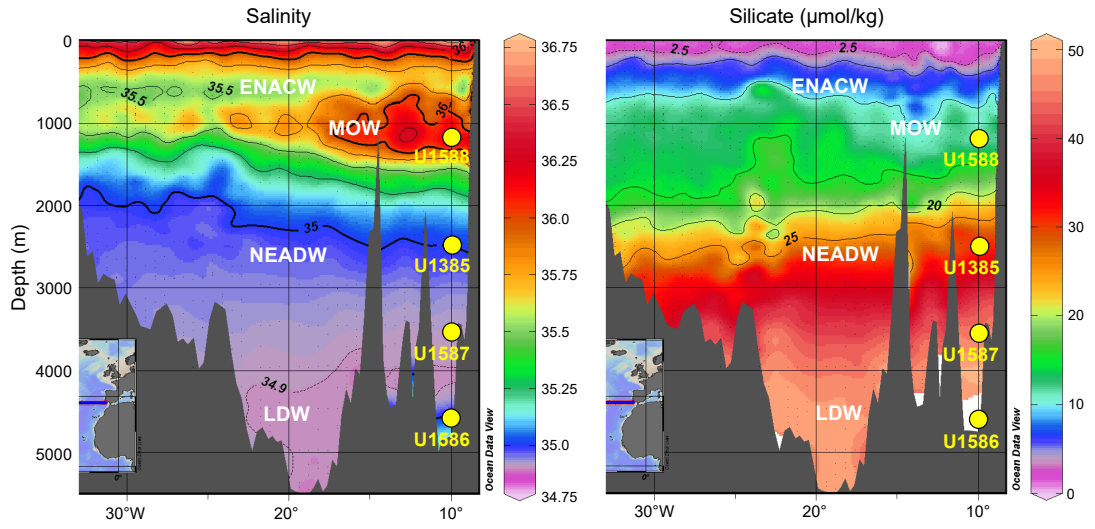 Salinity
Silicate (µmol/kg)
0
1000
2000
3000
4000
5000
Depth (m)
36.5
35.5
35.5
36
35
34.9
ENACW
MOW
NEADW
LDW
U1588
U1385
U1587
U1586
30°W
20°
10°
0°
Ocean Data View
36.75
36.5
36.25
36.0
35.75
35.5
35.25
35.0
34.75
2.5
2.5
20
25
ENACW
MOW
NEADW
LDW
U1588
U1385
U1587
U1586
30°W
20°
10°
0°
Ocean Data View
50
40
30
20
10
0